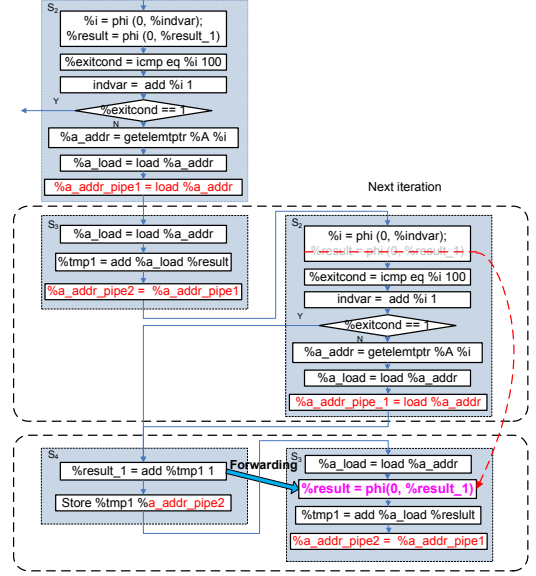 S2
%i = phi (0, %indvar);
%result = phi (0, %result_1)
%exitcond = icmp eq %i 100
indvar = add %i 1
Y
%exitcond == 1
N
%a_addr = getelemptr %A %i
%a_load = load %a_addr
%a_addr_pipe1 = load %a_addr
Next iteration
S3
%a_load = load %a_addr
%tmp1 = add %a_load %result
%a_addr_pipe2 = %a_addr_pipe1
S2
%i = phi (0, %indvar);
%result = phi (0, %result_1)
%exitcond = icmp eq %i 100
indvar = add %i 1
Y
%exitcond == 1
N
%a_addr = getelemptr %A %i
%a_load = load %a_addr
%a_addr_pipe_1 = load %a_addr
S4
%result_1 = add %tmp1 1
Store %tmp1 %a_addr_pipe2
Forwarding
S3
%a_load = load %a_addr
%result = phi(0, %result_1)
%tmp1 = add %a_load %reslult
%a_addr_pipe2 = %a_addr_pipe1